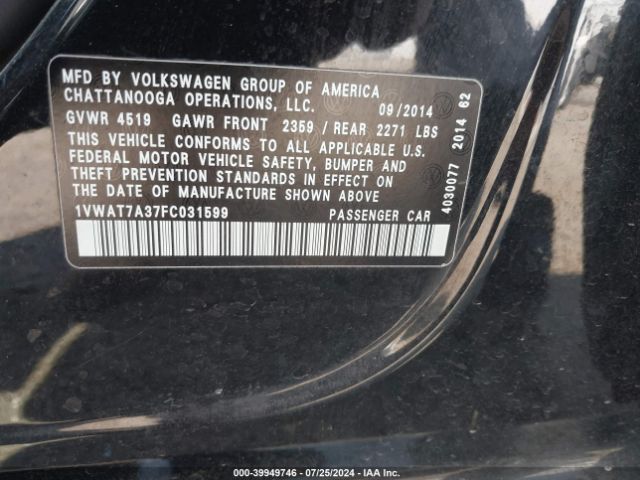 MFD BY VOLKSWAGEN GROUP OF AMERICA
CHATTANOOGA OPERATIONS, LLC. 09/2014
GVWR 4519 GAWR FRONT 2359 / REAR 2271 LBS
THIS VEHICLE CONFORMS TO ALL APPLICABLE U.S.
FEDERAL MOTOR VEHICLE SAFETY, BUMPER AND
THEFT PREVENTION STANDARDS IN EFFECT ON
THE DATE OF MANUFACTURE SHOWN ABOVE
1VWAT7A37FC031599 PASSENGER CAR
4030077 2014 62
000-39949746 - 07/25/2024 - IAA Inc.